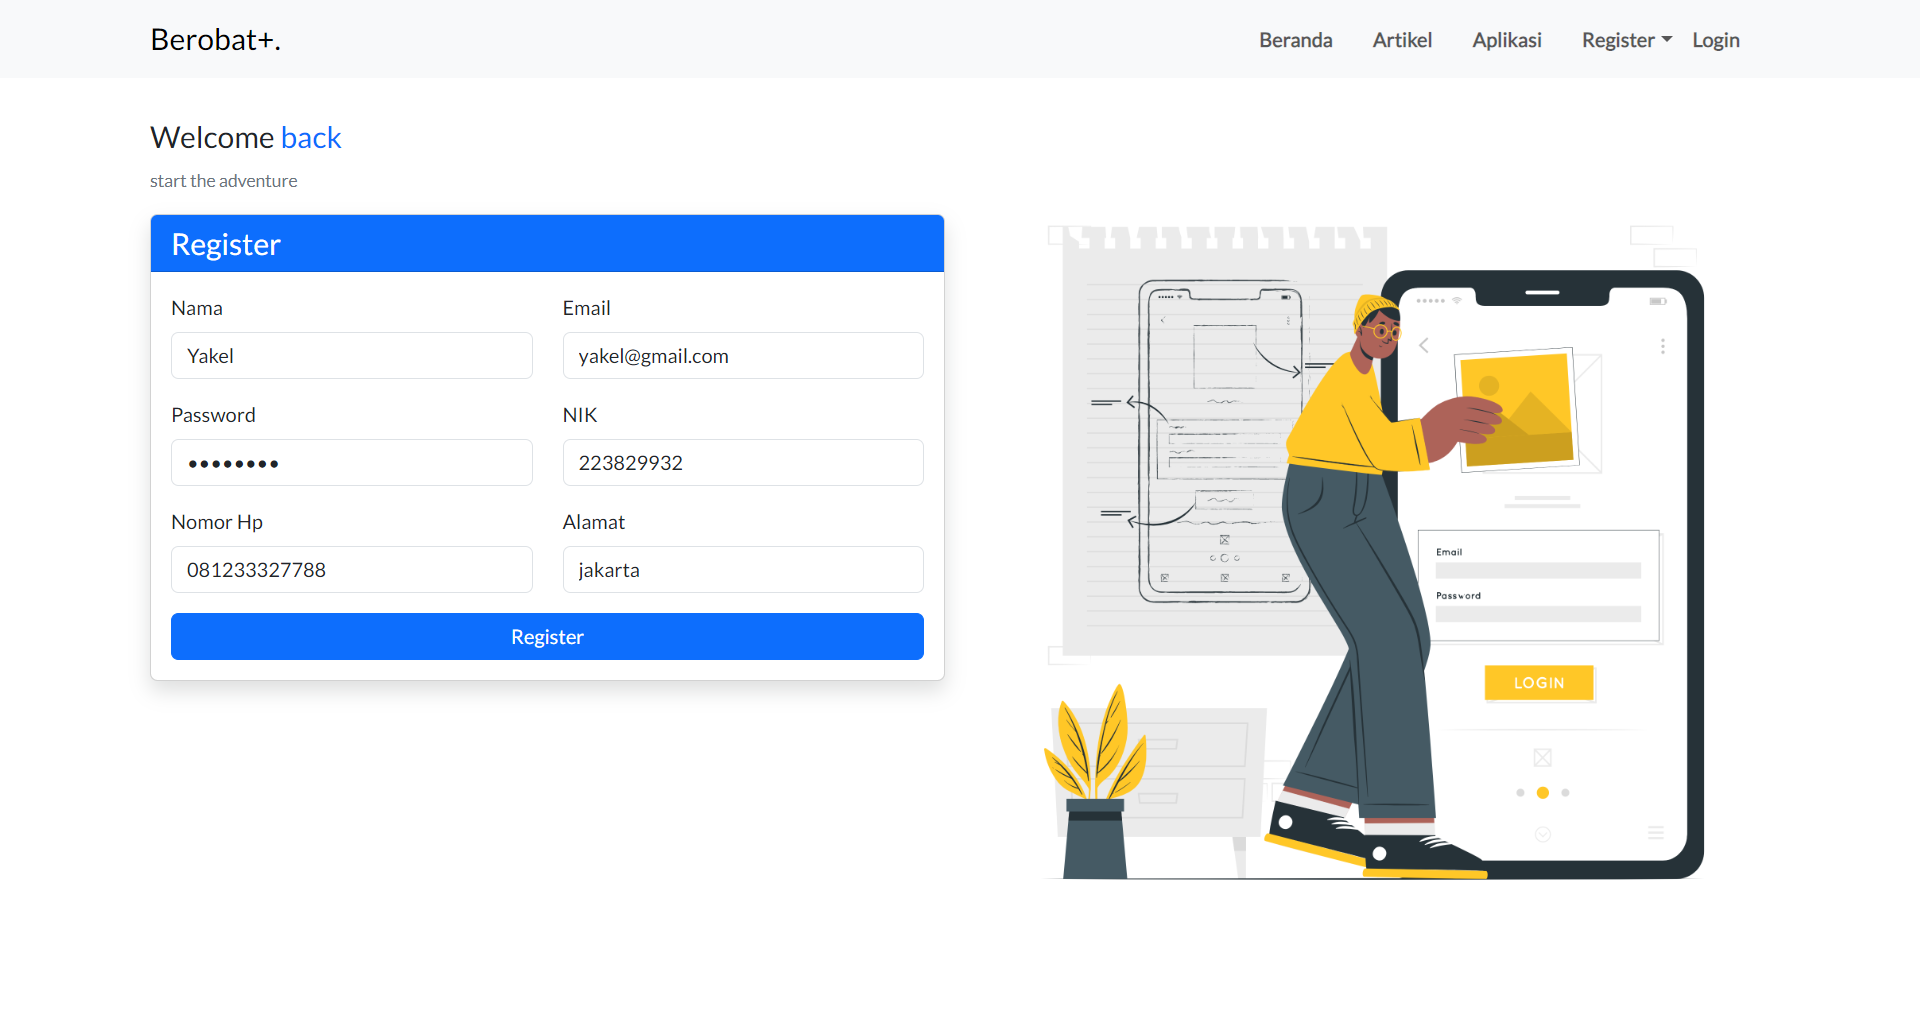 Berobat+.
Beranda Artikel Aplikasi Register Login
Welcome back
start the adventure
Register
Nama Email
Yakel yakel@gmail.com
Password NIK
•••••••• 223829932
Nomor Hp Alamat
081233327788 jakarta
Register
Email
Password
LOGIN